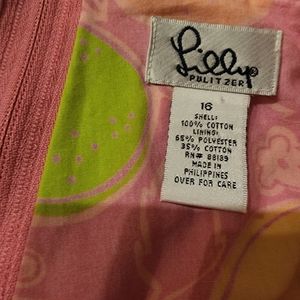 Lilly
PULITZER
16
SHELL:
100% COTTON
LINING:
65% POLYESTER
35% COTTON
RN# 88189
MADE IN
PHILIPPINES
OVER FOR CARE